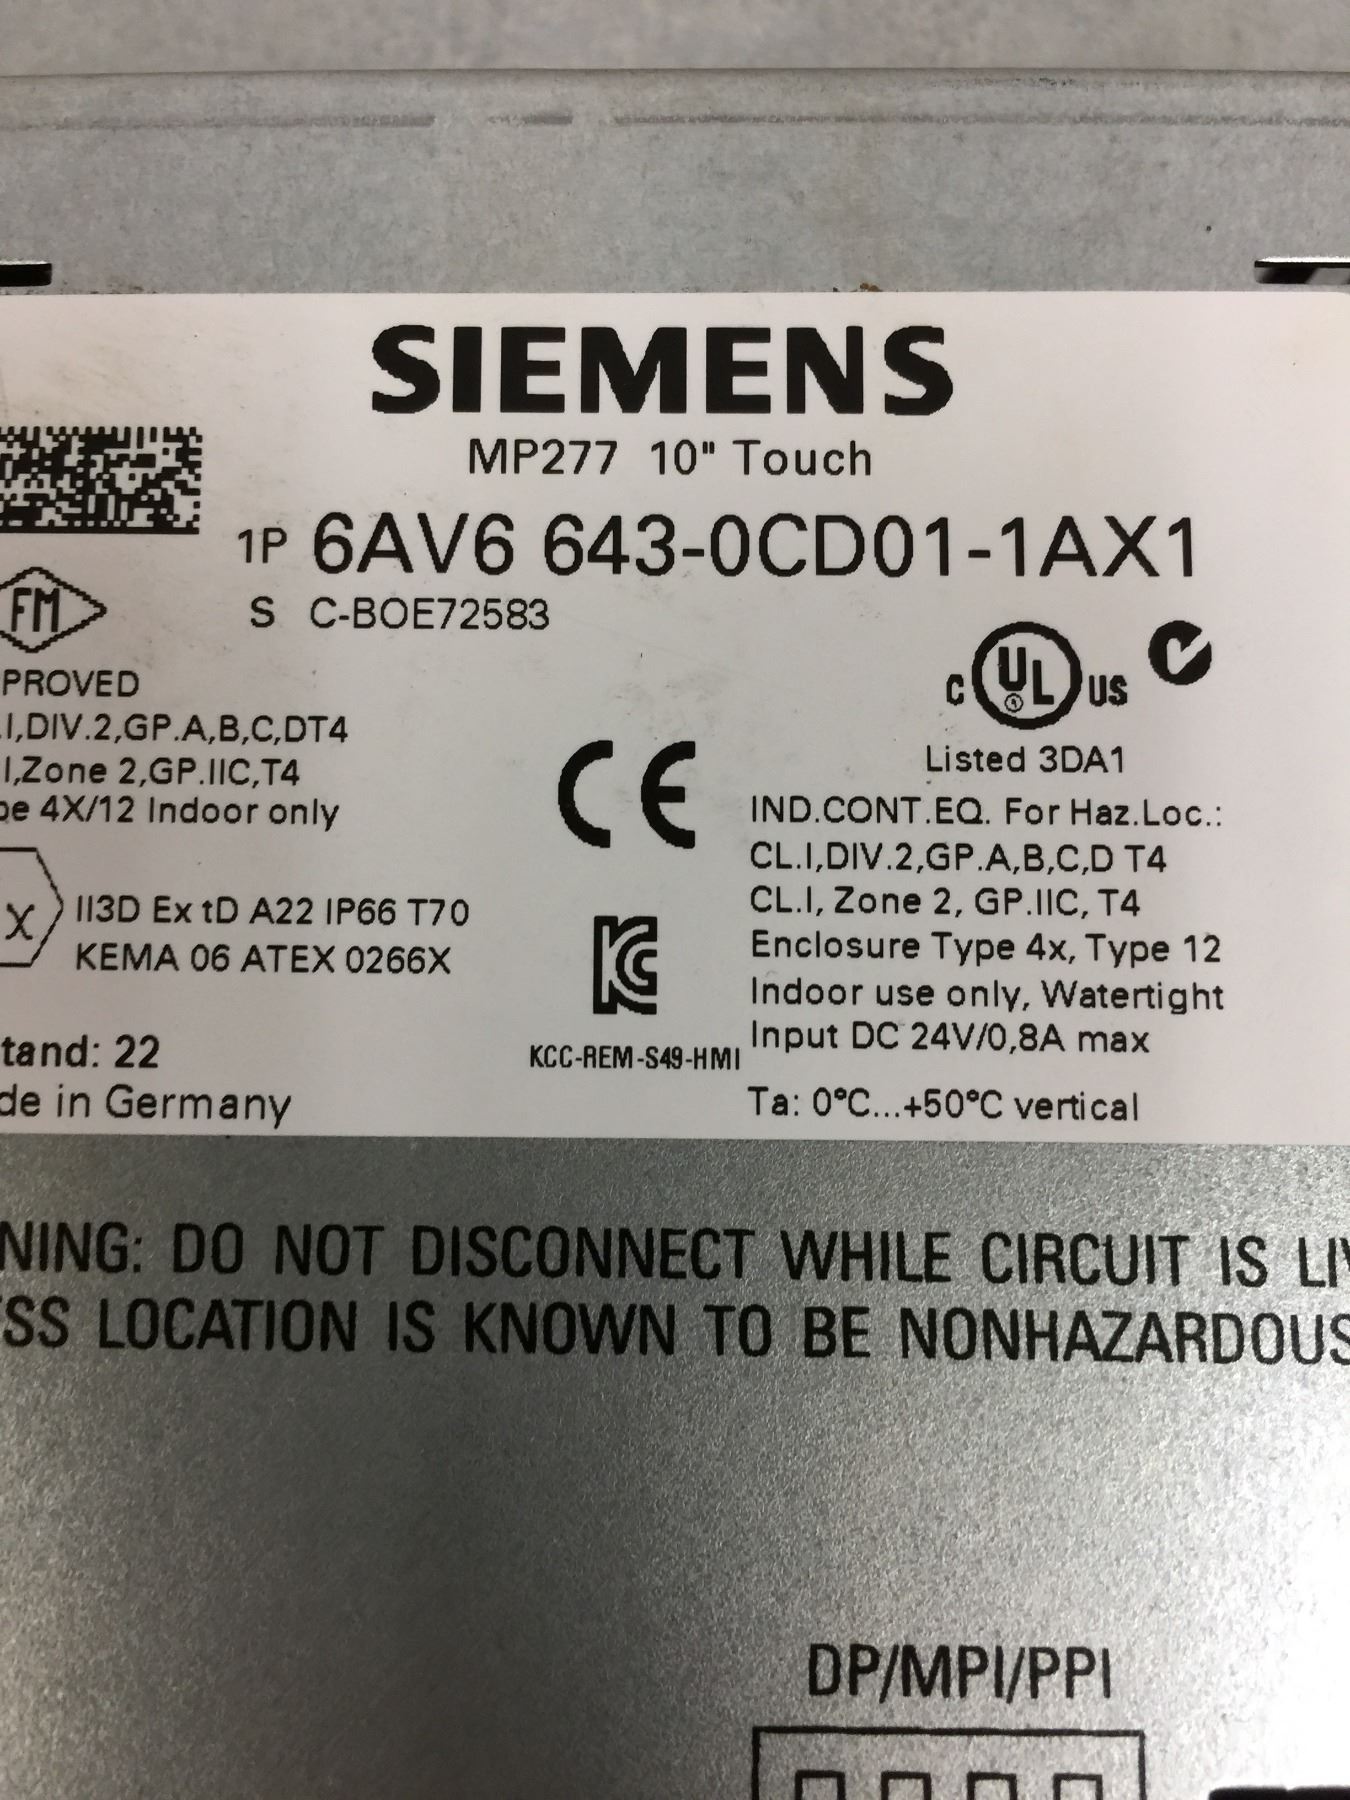 SIEMENS
MP277 10" Touch
1P 6AV6 643-0CD01-1AX1
S C-BOE72583
FM
PROVED
I,DIV.2,GP.A,B,C,DT4
I,Zone 2,GP.IIC,T4
pe 4X/12 Indoor only
x
II3D Ex tD A22 IP66 T70
KEMA 06 ATEX 0266X
tand: 22
de in Germany
CE
KC
KCC-REM-S49-HMI
C UL US
Listed 3DA1
IND.CONT.EQ. For Haz.Loc.:
CL.I,DIV.2,GP.A,B,C,D T4
CL.I, Zone 2, GP.IIC, T4
Enclosure Type 4x, Type 12
Indoor use only, Watertight
Input DC 24V/0,8A max
Ta: 0°C...+50°C vertical
NING: DO NOT DISCONNECT WHILE CIRCUIT IS LIV
SS LOCATION IS KNOWN TO BE NONHAZARDOUS
DP/MPI/PPI